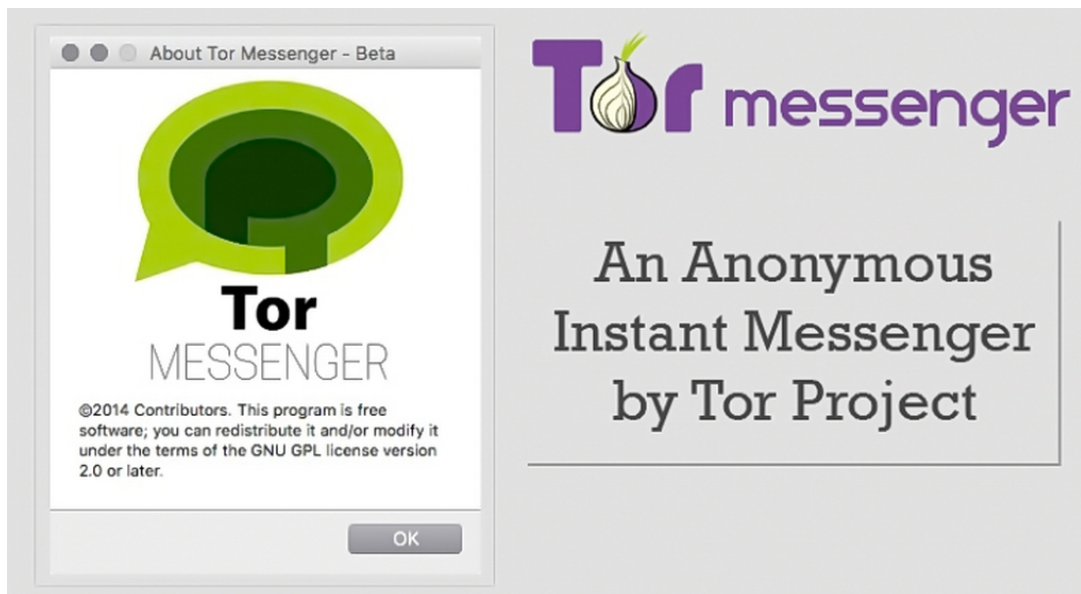 About Tor Messenger - Beta
Tor
MESSENGER
©2014 Contributors. This program is free
software; you can redistribute it and/or modify it
under the terms of the GNU GPL license version
2.0 or later.
OK
Tor messenger
An Anonymous
Instant Messenger
by Tor Project